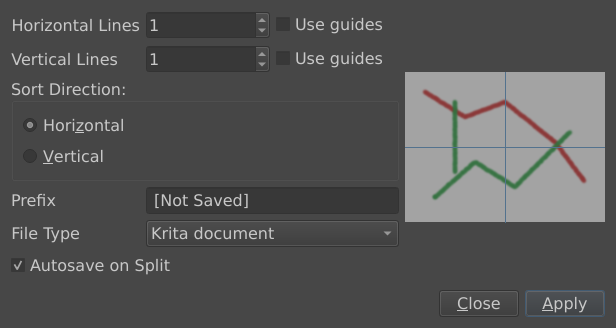 Horizontal Lines 1 Use guides
Vertical Lines 1 Use guides
Sort Direction:
Horizontal
Vertical
Prefix [Not Saved]
File Type Krita document
Autosave on Split
Close Apply